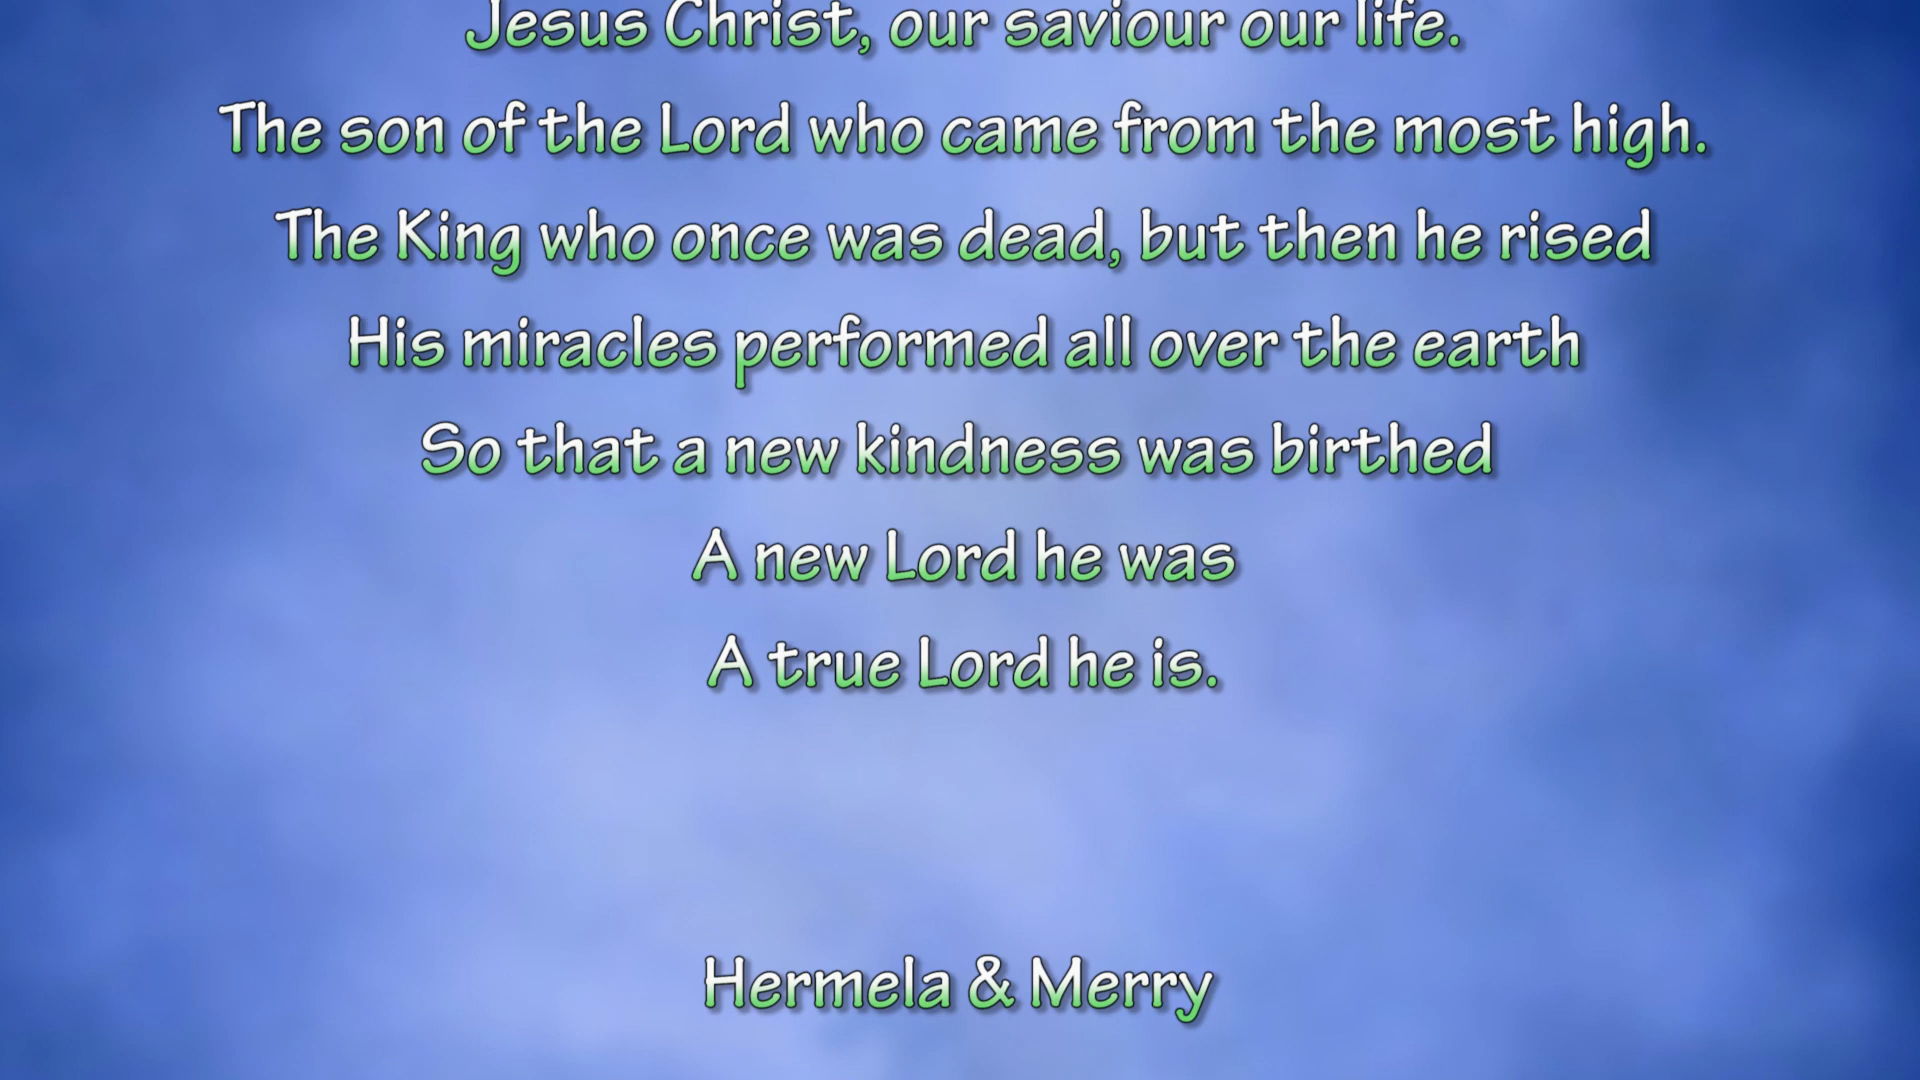 Jesus Christ, our saviour our life.
The son of the Lord who came from the most high.
The King who once was dead, but then he rised
His miracles performed all over the earth
So that a new kindness was birthed
A new Lord he was
A true Lord he is.
Hermela & Merry